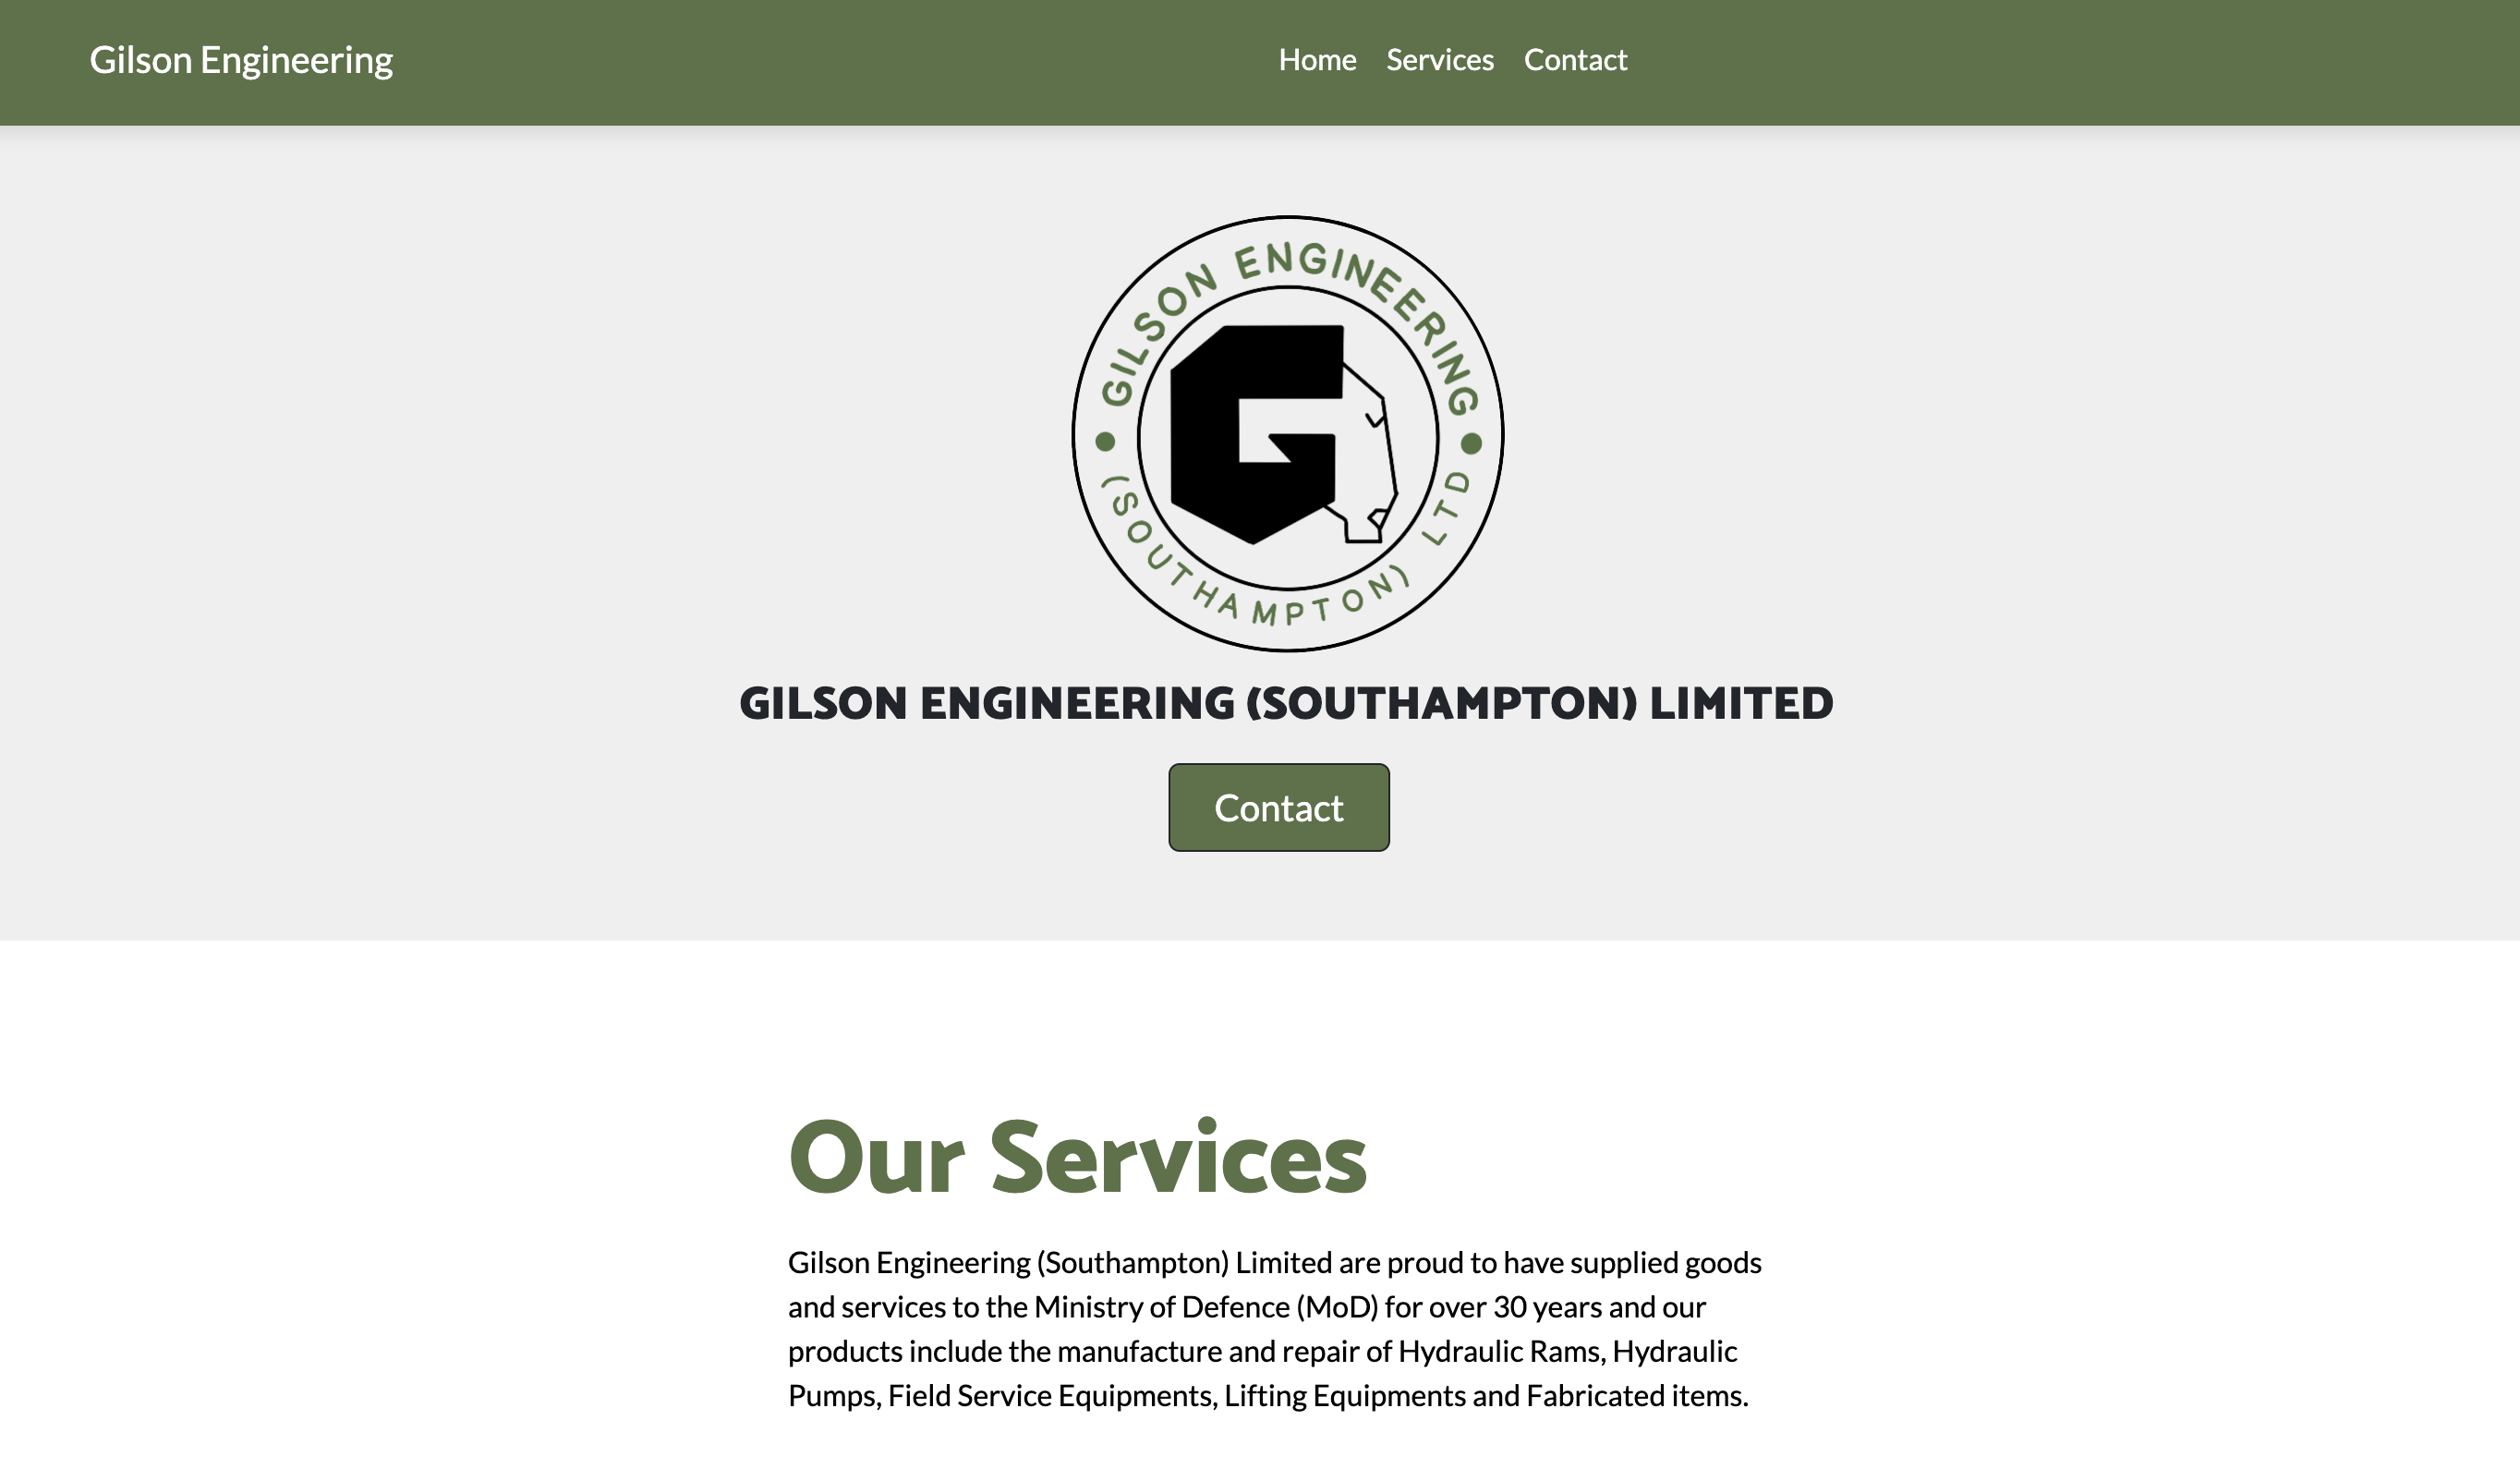 Gilson Engineering
Home Services Contact
GILSON ENGINEERING
(SOUTHAMPTON) LTD
G
GILSON ENGINEERING (SOUTHAMPTON) LIMITED
Contact
Our Services
Gilson Engineering (Southampton) Limited are proud to have supplied goods
and services to the Ministry of Defence (MoD) for over 30 years and our
products include the manufacture and repair of Hydraulic Rams, Hydraulic
Pumps, Field Service Equipments, Lifting Equipments and Fabricated items.